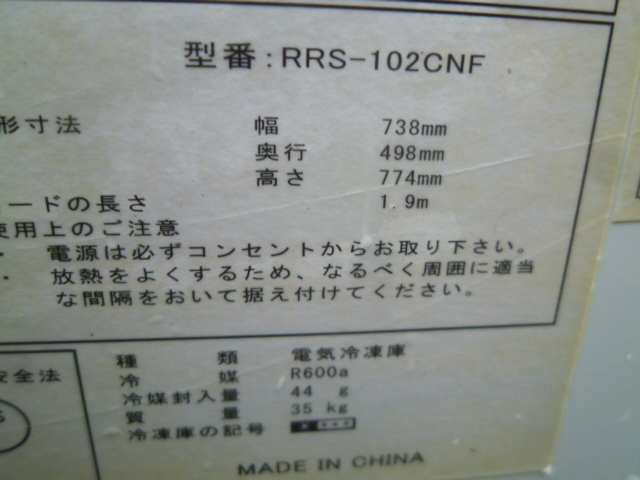 型番:RRS-102CNF
形寸法 幅 738mm
奥行 498mm
高さ 774mm
ードの長さ 1.9m
使用上のご注意
・ 電源は必ずコンセントからお取り下さい。
・ 放熱をよくするため、なるべく周囲に適当
な間隔をおいて据え付けてください。
安全法
種類 電気冷凍庫
冷媒 R600a
冷媒封入量 44 g
質量 35 kg
冷凍庫の記号
MADE IN CHINA